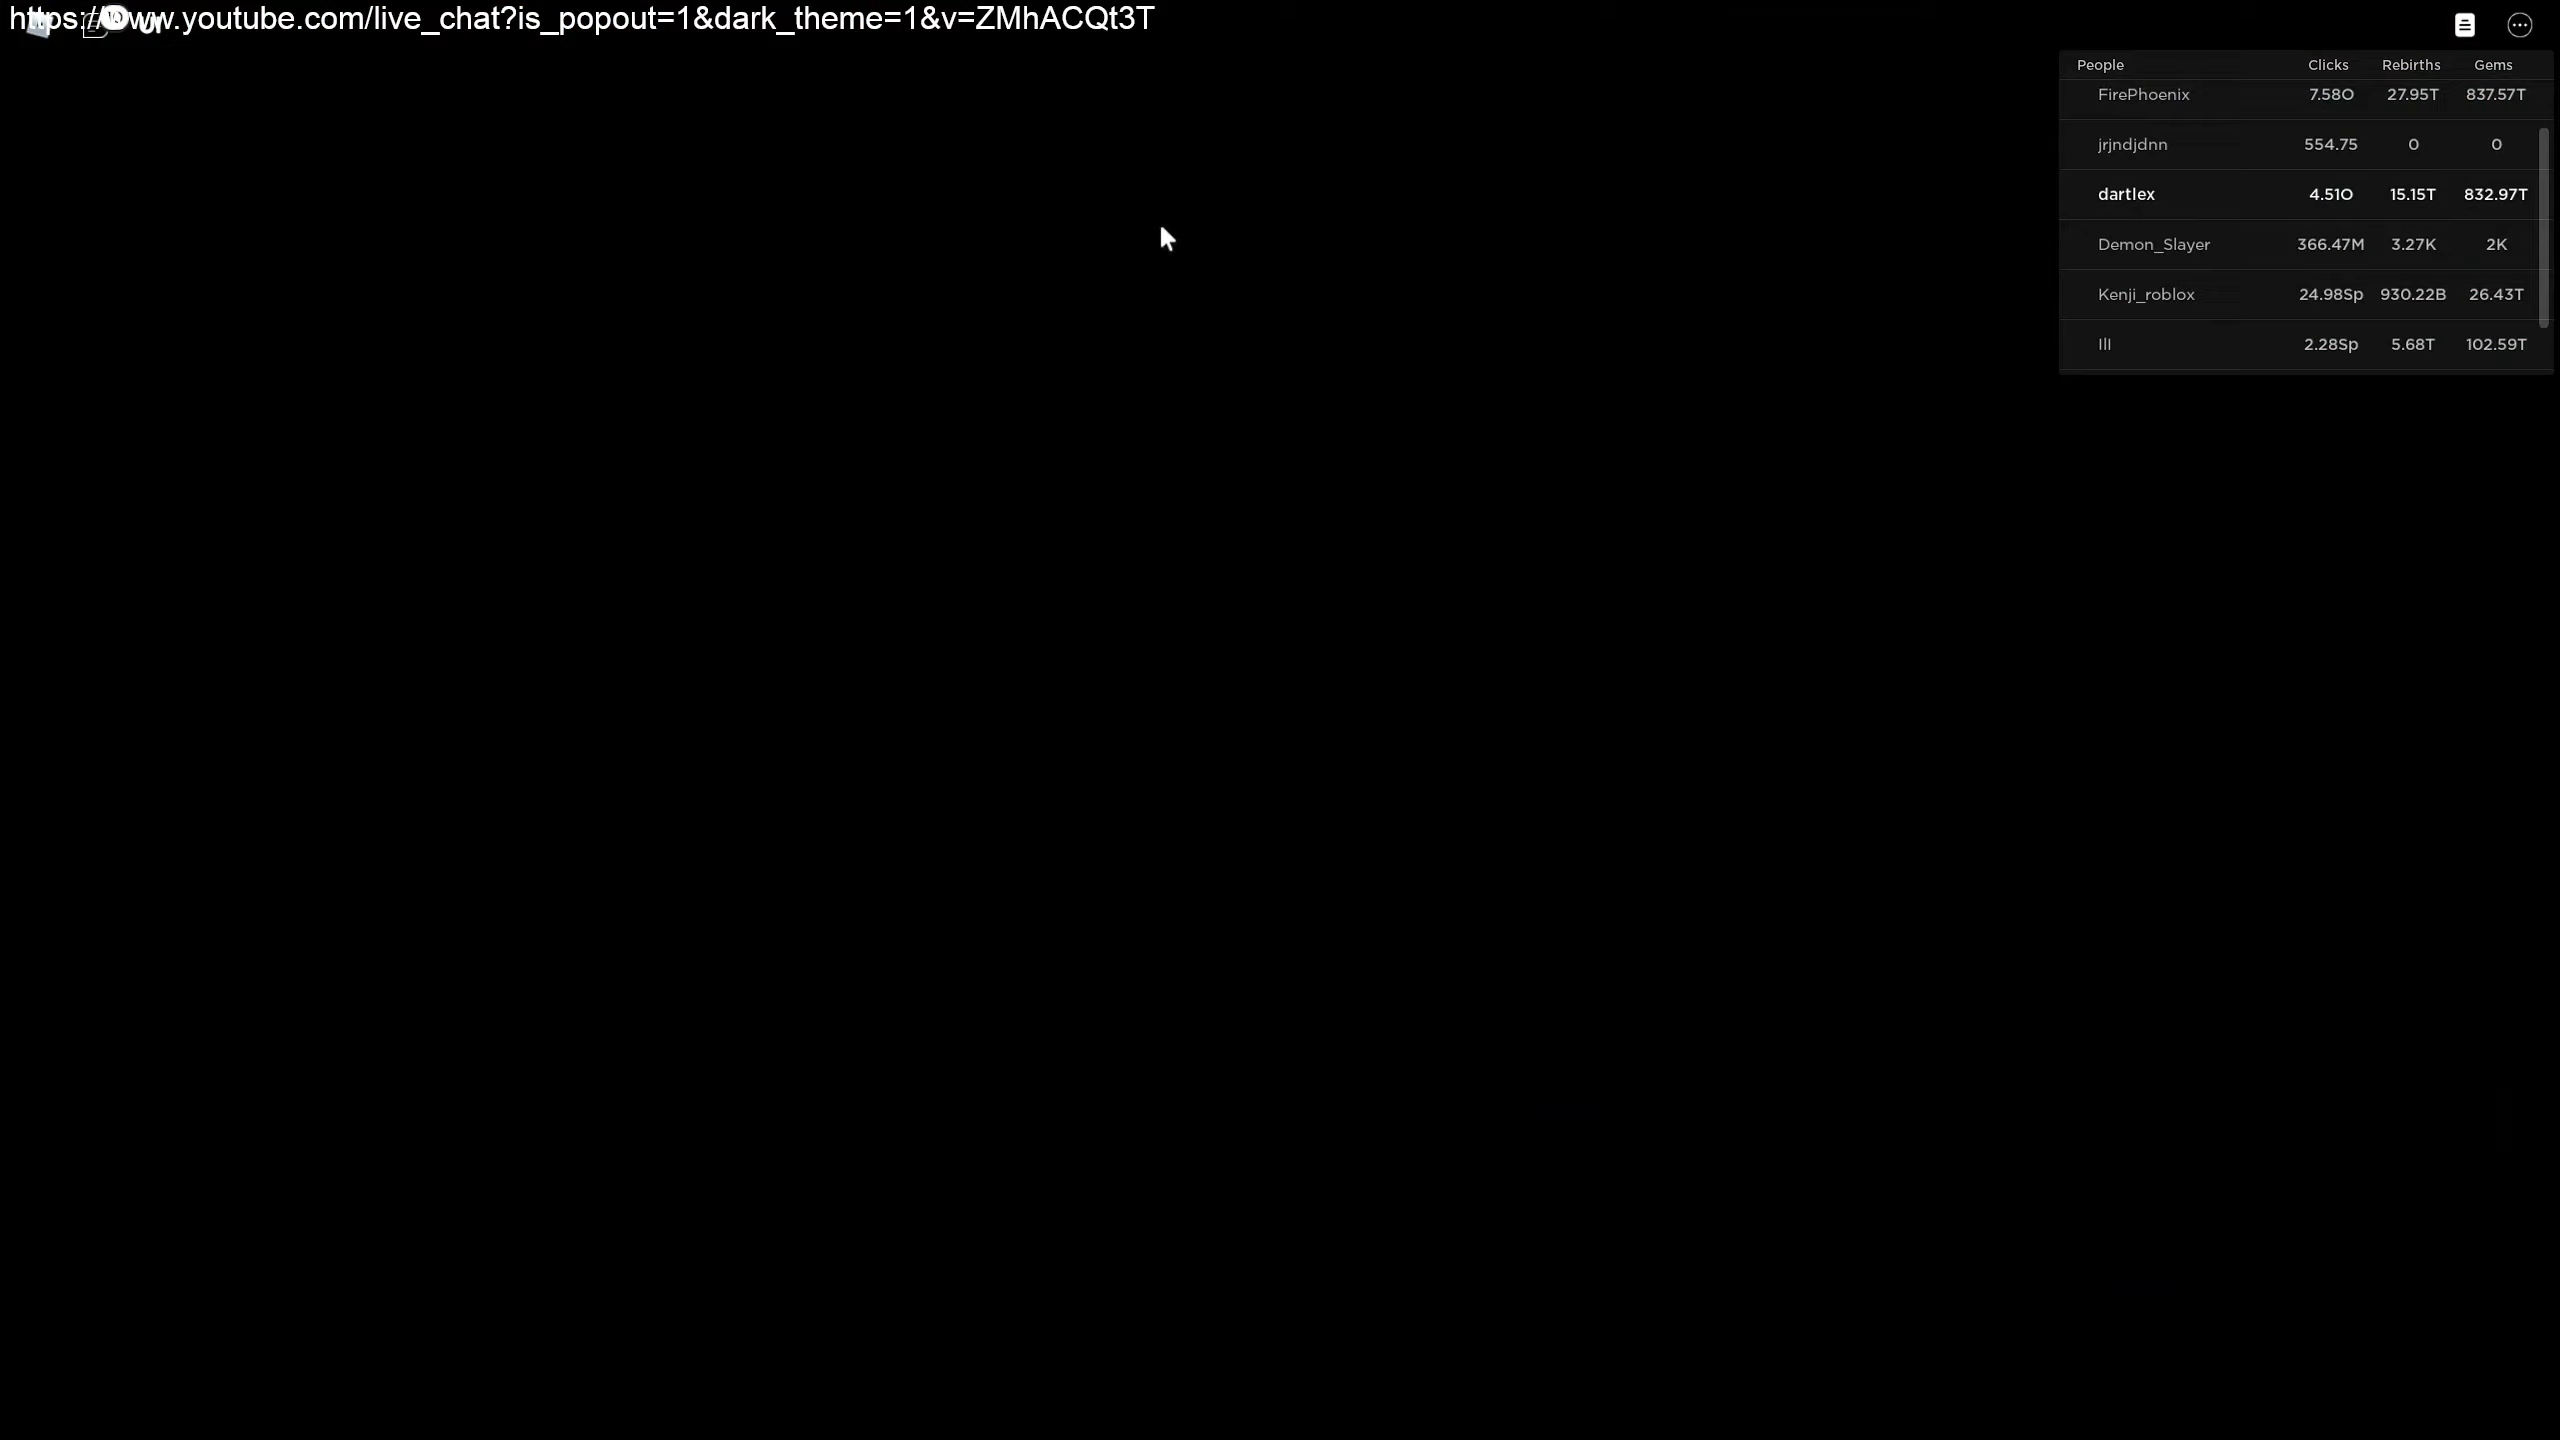 https://www.youtube.com/live_chat?is_popout=1&dark_theme=1&v=ZMhACQt3T
People Clicks Rebirths Gems
FirePhoenix 7.58O 27.95T 837.57T
jrjndjdnn 554.75 0 0
dartlex 4.51O 15.15T 832.97T
Demon_Slayer 366.47M 3.27K 2K
Kenji_roblox 24.98Sp 930.22B 26.43T
2.28Sp 5.68T 102.59T